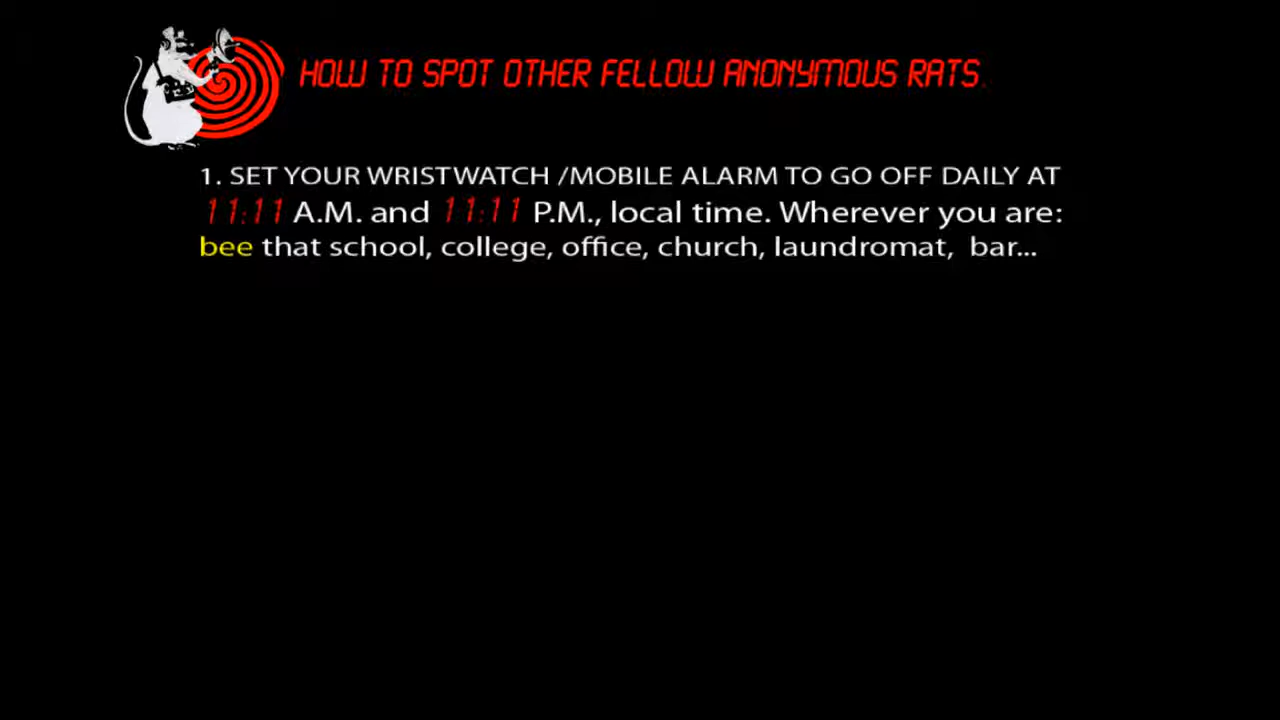 HOW TO SPOT OTHER FELLOW ANONYMOUS RATS.
1. SET YOUR WRISTWATCH /MOBILE ALARM TO GO OFF DAILY AT
11:11 A.M. and 11:11 P.M., local time. Wherever you are:
bee that school, college, office, church, laundromat, bar...